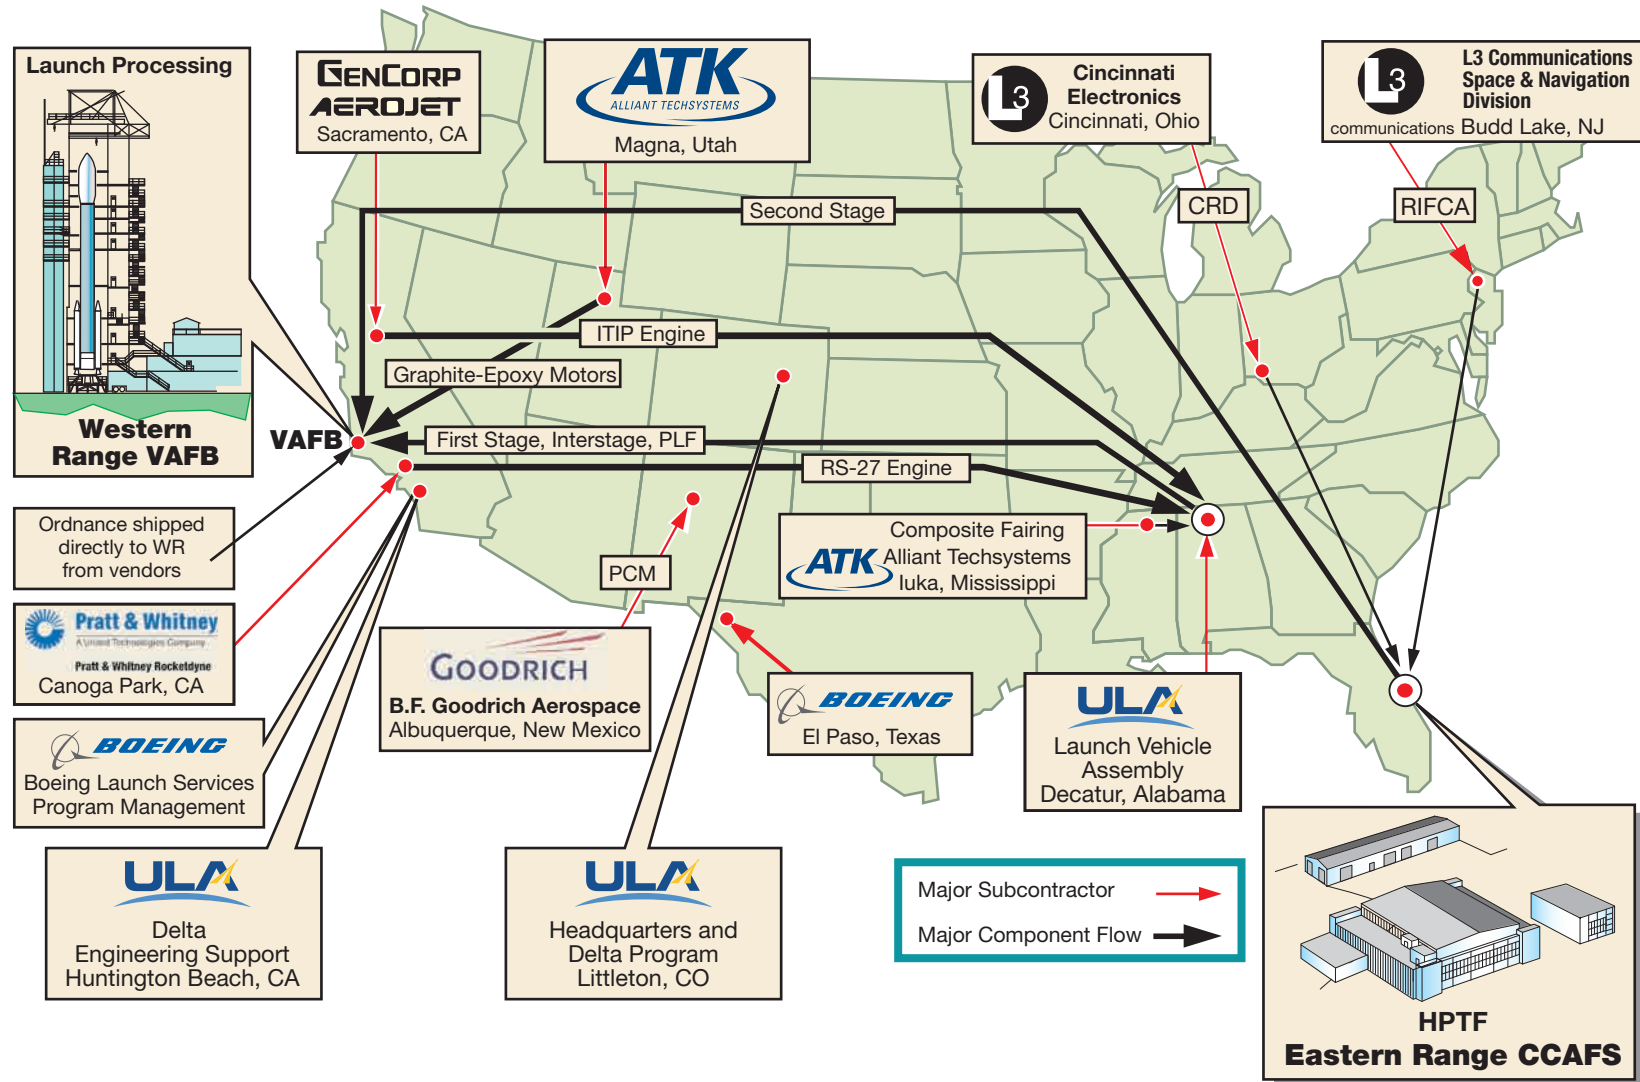 Launch Processing
Western
Range VAFB
GENCORP
AEROJET
Sacramento, CA
ATK
ALLIANT TECHSYSTEMS
Magna, Utah
L3
Cincinnati
Electronics
Cincinnati, Ohio
L3
communications
L3 Communications
Space & Navigation
Division
Budd Lake, NJ
Second Stage
CRD
RIFCA
ITIP Engine
Graphite-Epoxy Motors
VAFB
First Stage, Interstage, PLF
RS-27 Engine
Ordnance shipped
directly to WR
from vendors
PCM
Composite Fairing
ATK
Alliant Techsystems
Iuka, Mississippi
Pratt & Whitney
A United Technologies Company
Pratt & Whitney Rocketdyne
Canoga Park, CA
GOODRICH
B.F. Goodrich Aerospace
Albuquerque, New Mexico
BOEING
El Paso, Texas
ULA
Launch Vehicle
Assembly
Decatur, Alabama
BOEING
Boeing Launch Services
Program Management
ULA
Delta
Engineering Support
Huntington Beach, CA
ULA
Headquarters and
Delta Program
Littleton, CO
Major Subcontractor
Major Component Flow
HPTF
Eastern Range CCAFS